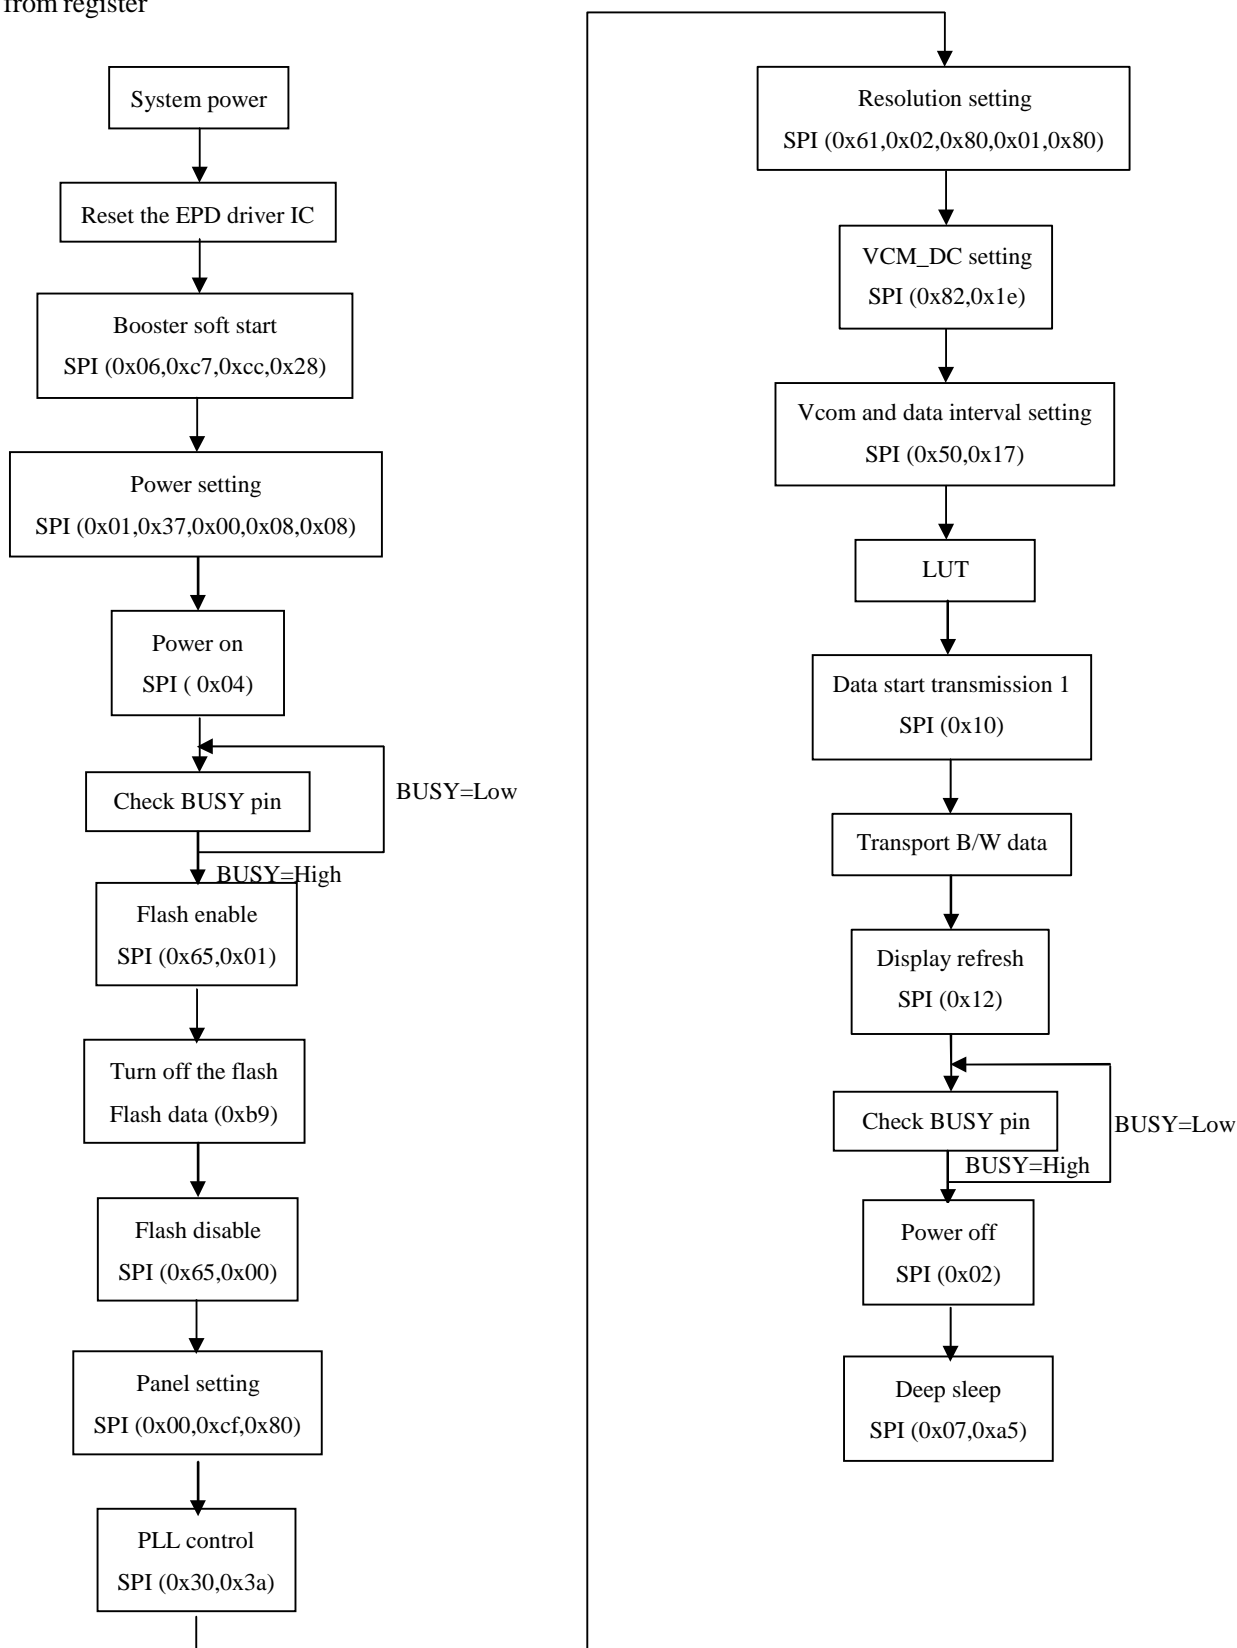 from register
System power
Reset the EPD driver IC
Booster soft start
SPI (0x06,0xc7,0xcc,0x28)
Power setting
SPI (0x01,0x37,0x00,0x08,0x08)
Power on
SPI ( 0x04)
Check BUSY pin
BUSY=Low
BUSY=High
Flash enable
SPI (0x65,0x01)
Turn off the flash
Flash data (0xb9)
Flash disable
SPI (0x65,0x00)
Panel setting
SPI (0x00,0xcf,0x80)
PLL control
SPI (0x30,0x3a)
Resolution setting
SPI (0x61,0x02,0x80,0x01,0x80)
VCM_DC setting
SPI (0x82,0x1e)
Vcom and data interval setting
SPI (0x50,0x17)
LUT
Data start transmission 1
SPI (0x10)
Transport B/W data
Display refresh
SPI (0x12)
Check BUSY pin
BUSY=Low
BUSY=High
Power off
SPI (0x02)
Deep sleep
SPI (0x07,0xa5)